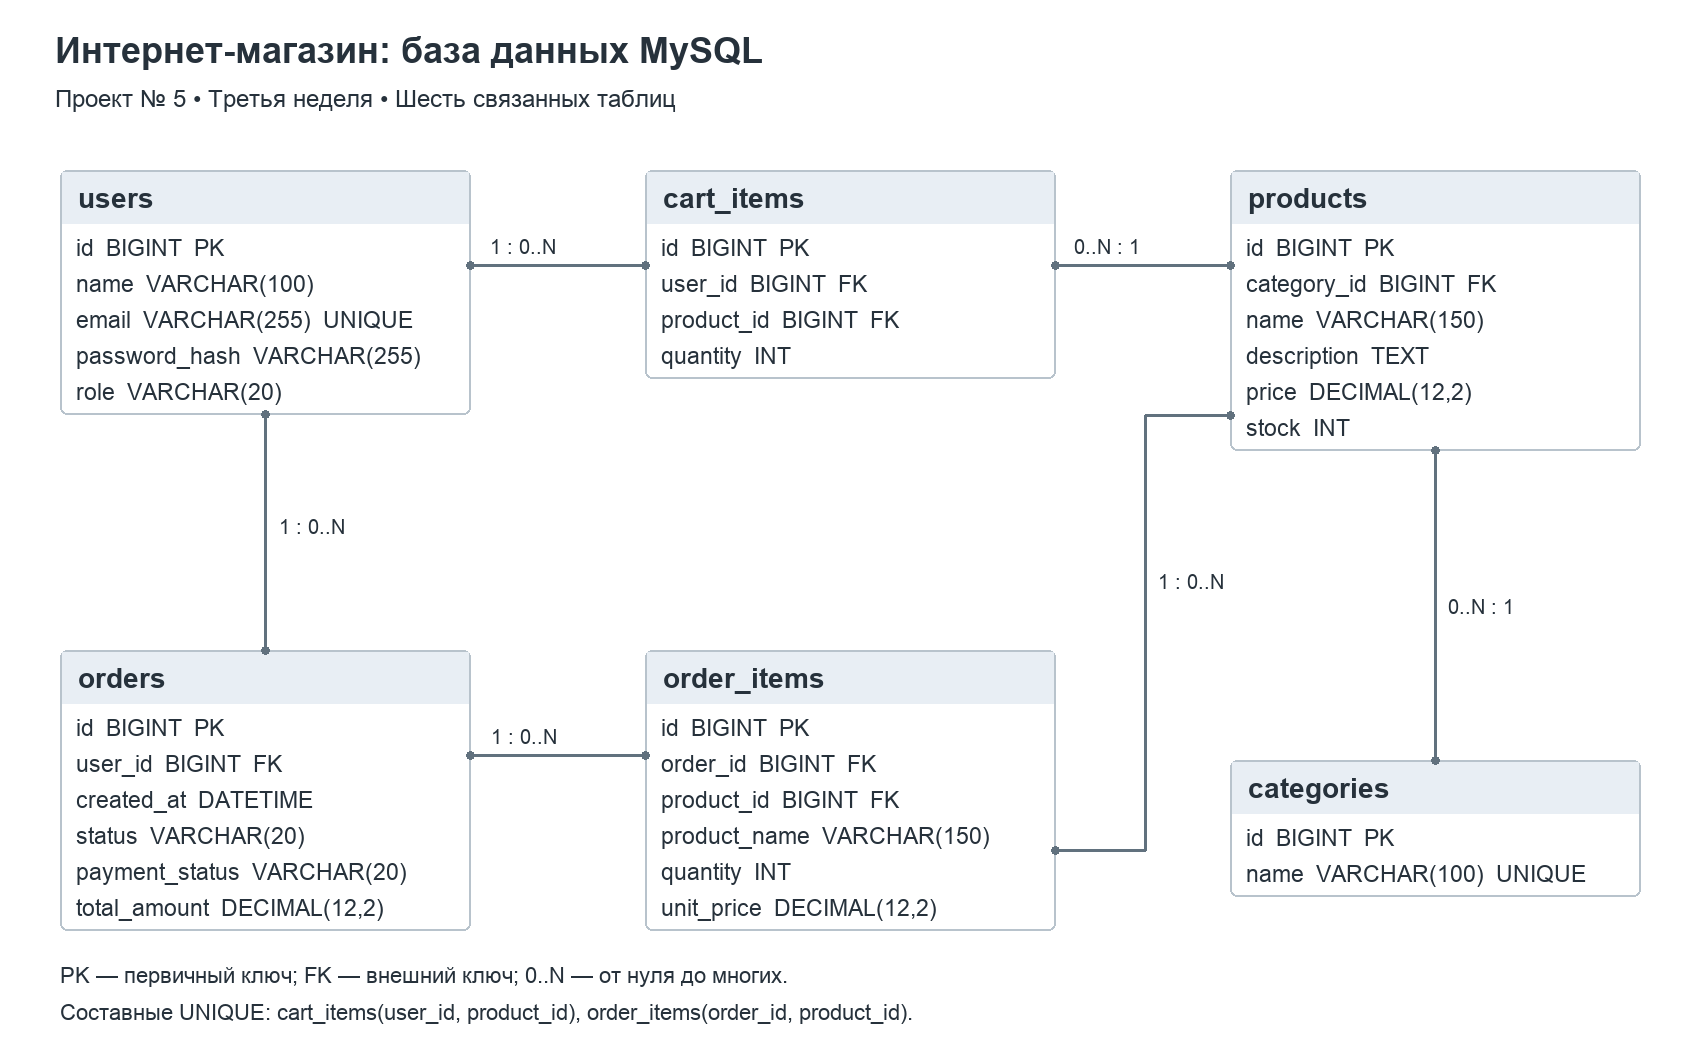 Интернет-магазин: база данных MySQL
Проект № 5 • Третья неделя • Шесть связанных таблиц
users
id BIGINT PK
name VARCHAR(100)
email VARCHAR(255) UNIQUE
password_hash VARCHAR(255)
role VARCHAR(20)
1 : 0..N
cart_items
id BIGINT PK
user_id BIGINT FK
product_id BIGINT FK
quantity INT
0..N : 1
products
id BIGINT PK
category_id BIGINT FK
name VARCHAR(150)
description TEXT
price DECIMAL(12,2)
stock INT
1 : 0..N
1 : 0..N
0..N : 1
orders
id BIGINT PK
user_id BIGINT FK
created_at DATETIME
status VARCHAR(20)
payment_status VARCHAR(20)
total_amount DECIMAL(12,2)
1 : 0..N
order_items
id BIGINT PK
order_id BIGINT FK
product_id BIGINT FK
product_name VARCHAR(150)
quantity INT
unit_price DECIMAL(12,2)
categories
id BIGINT PK
name VARCHAR(100) UNIQUE
PK — первичный ключ; FK — внешний ключ; 0..N — от нуля до многих.
Составные UNIQUE: cart_items(user_id, product_id), order_items(order_id, product_id).